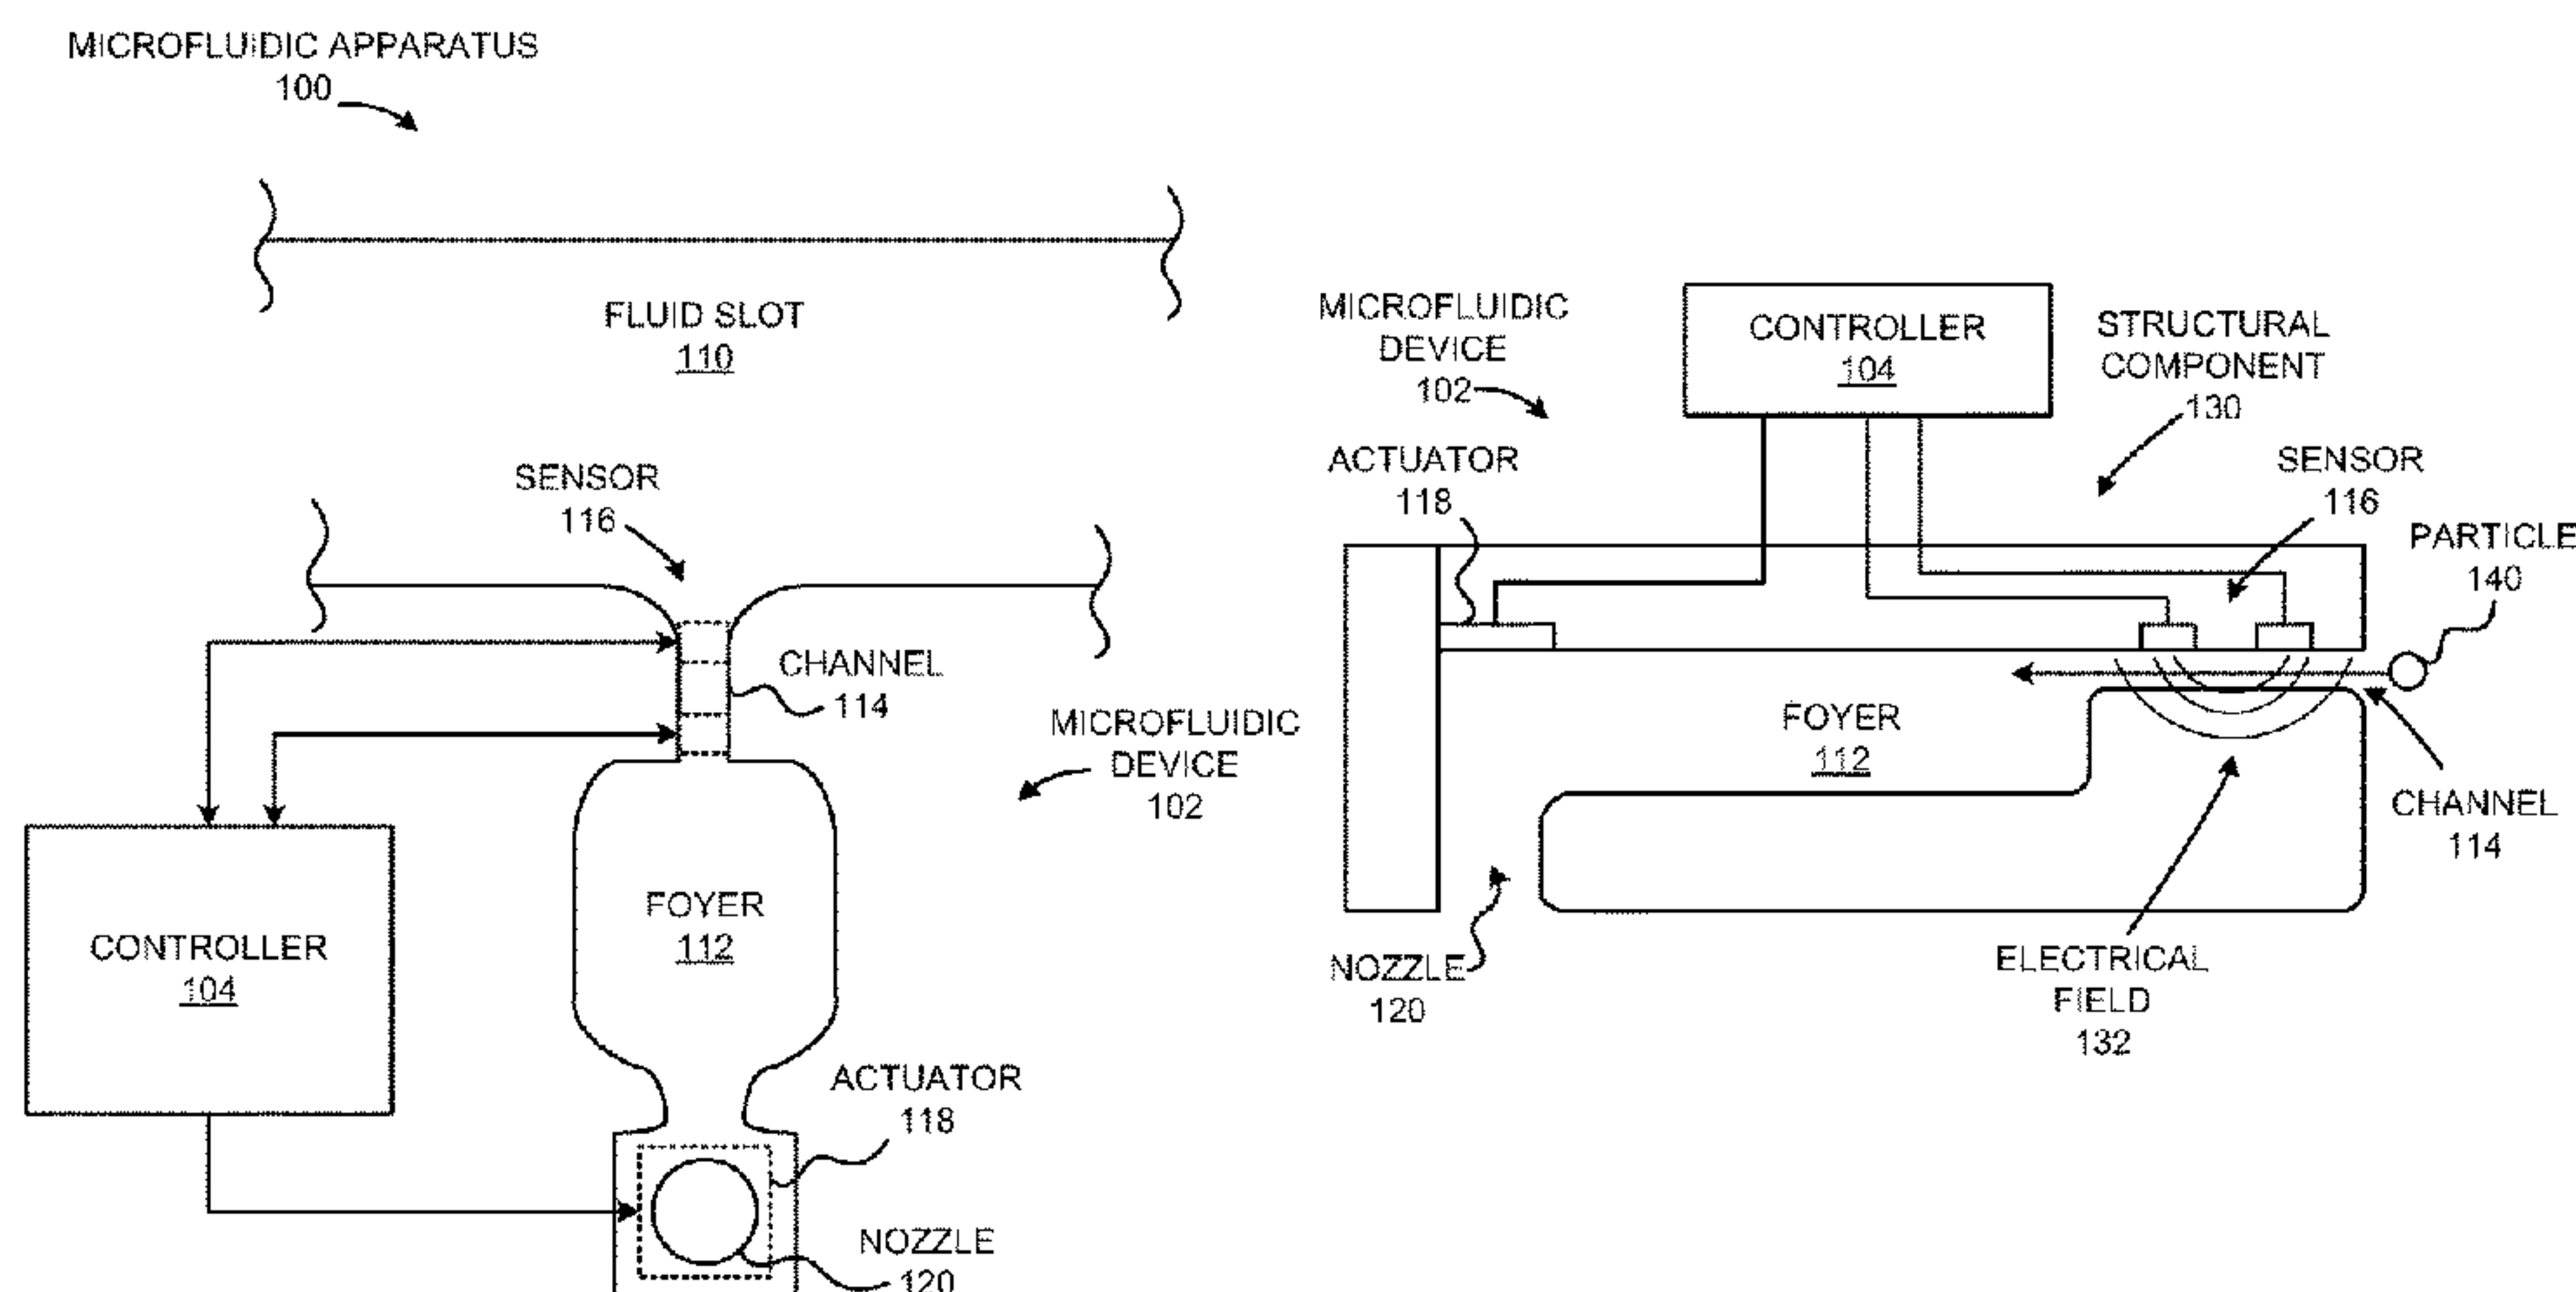 MICROFLUIDIC APPARATUS
100
FLUID SLOT
110
SENSOR
116
CHANNEL
114
MICROFLUIDIC
DEVICE
102
FOYER
112
CONTROLLER
104
ACTUATOR
118
NOZZLE
120
MICROFLUIDIC
DEVICE
102
CONTROLLER
104
STRUCTURAL
COMPONENT
130
ACTUATOR
118
SENSOR
116
PARTICLE
140
FOYER
112
CHANNEL
114
NOZZLE
120
ELECTRICAL
FIELD
132